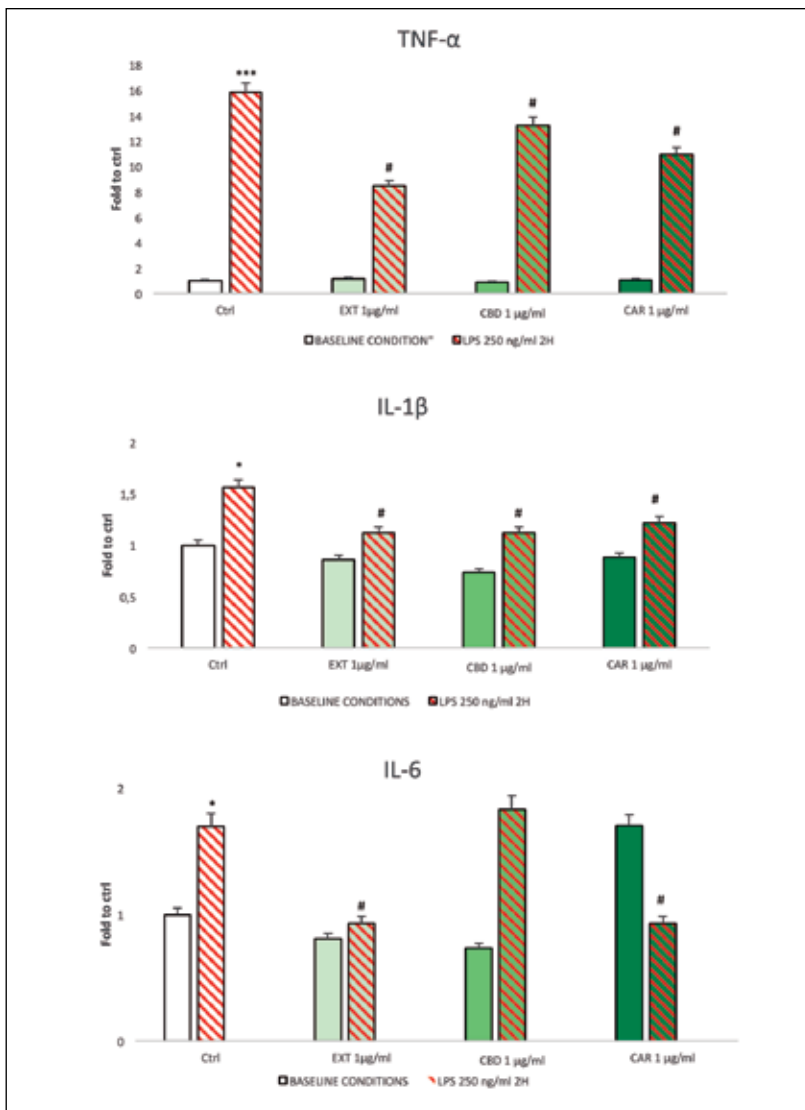 TNF-α
18
16
14
12
10
8
6
4
2
0
Fold to ctrl
***
#
#
#
Ctrl
EXT 1µg/ml
CBD 1 µg/ml
CAR 1 µg/ml
BASELINE CONDITION" LPS 250 ng/ml 2H
IL-1β
2
1,5
1
0,5
0
Fold to ctrl
*
#
#
#
Ctrl
EXT 1µg/ml
CBD 1 µg/ml
CAR 1 µg/ml
BASELINE CONDITIONS LPS 250 ng/ml 2H
IL-6
2
1
0
Fold to ctrl
*
#
#
Ctrl
EXT 1µg/ml
CBD 1µg/ml
CAR 1 µg/ml
BASELINE CONDITIONS LPS 250 ng/ml 2H